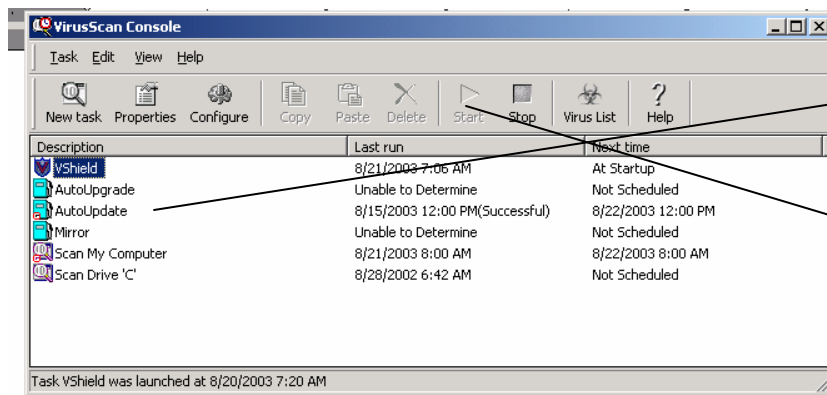 VirusScan Console
Task Edit View Help
New task Properties Configure Copy Paste Delete Start Stop Virus List Help
Description Last run Next time
VShield 8/21/2003 7:06 AM At Startup
AutoUpgrade Unable to Determine Not Scheduled
AutoUpdate 8/15/2003 12:00 PM(Successful) 8/22/2003 12:00 PM
Mirror Unable to Determine Not Scheduled
Scan My Computer 8/21/2003 8:00 AM 8/22/2003 8:00 AM
Scan Drive 'C' 8/28/2002 6:42 AM Not Scheduled
Task VShield was launched at 8/20/2003 7:20 AM